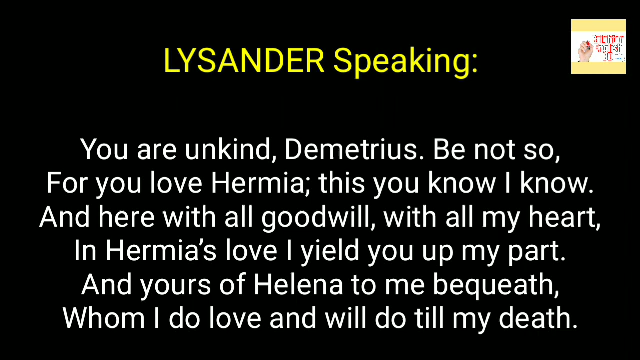 LYSANDER Speaking:
You are unkind, Demetrius. Be not so,
For you love Hermia; this you know I know.
And here with all goodwill, with all my heart,
In Hermia’s love I yield you up my part.
And yours of Helena to me bequeath,
Whom I do love and will do till my death.